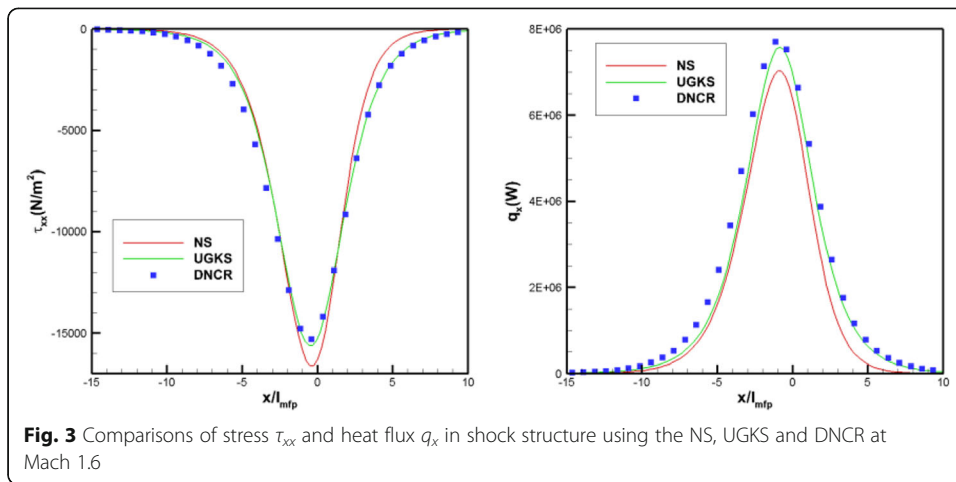 0
-5000
-10000
-15000
τxx(N/m²)
NS
UGKS
DNCR
-15 -10 -5 0 5 10
x/lmfp
8E+06
6E+06
4E+06
2E+06
0
qx(W)
NS
UGKS
DNCR
-15 -10 -5 0 5 10
x/lmfp
Fig. 3 Comparisons of stress τxx and heat flux qx in shock structure using the NS, UGKS and DNCR at
Mach 1.6